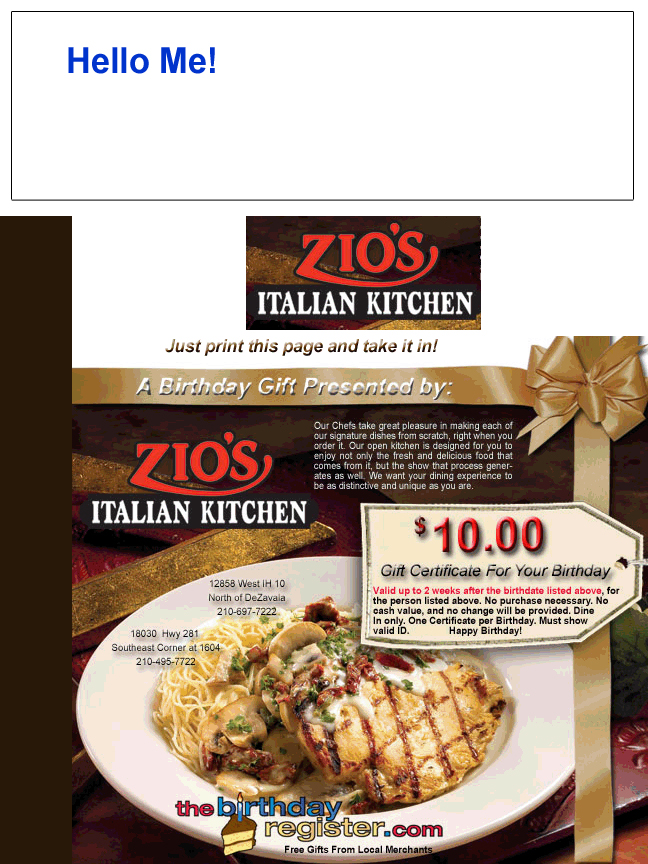 Hello Me!
ZIO'S
ITALIAN KITCHEN
Just print this page and take it in!
A Birthday Gift Presented by:
Our Chefs take great pleasure in making each of
our signature dishes from scratch, right when you
order it. Our open kitchen is designed for you to
enjoy not only the fresh and delicious food that
comes from it, but the show that process gener-
ates as well. We want your dining experience to
be as distinctive and unique as you are.
ZIO'S
ITALIAN KITCHEN
$10.00
Gift Certificate For Your Birthday
Valid up to 2 weeks after the birthdate listed above, for
the person listed above. No purchase necessary. No
cash value, and no change will be provided. Dine
In only. One Certificate per Birthday. Must show
valid ID. Happy Birthday!
12858 West IH 10
North of DeZavala
210-697-7222
18030 Hwy 281
Southeast Corner at 1604
210-495-7722
the birthday
register.com
Free Gifts From Local Merchants